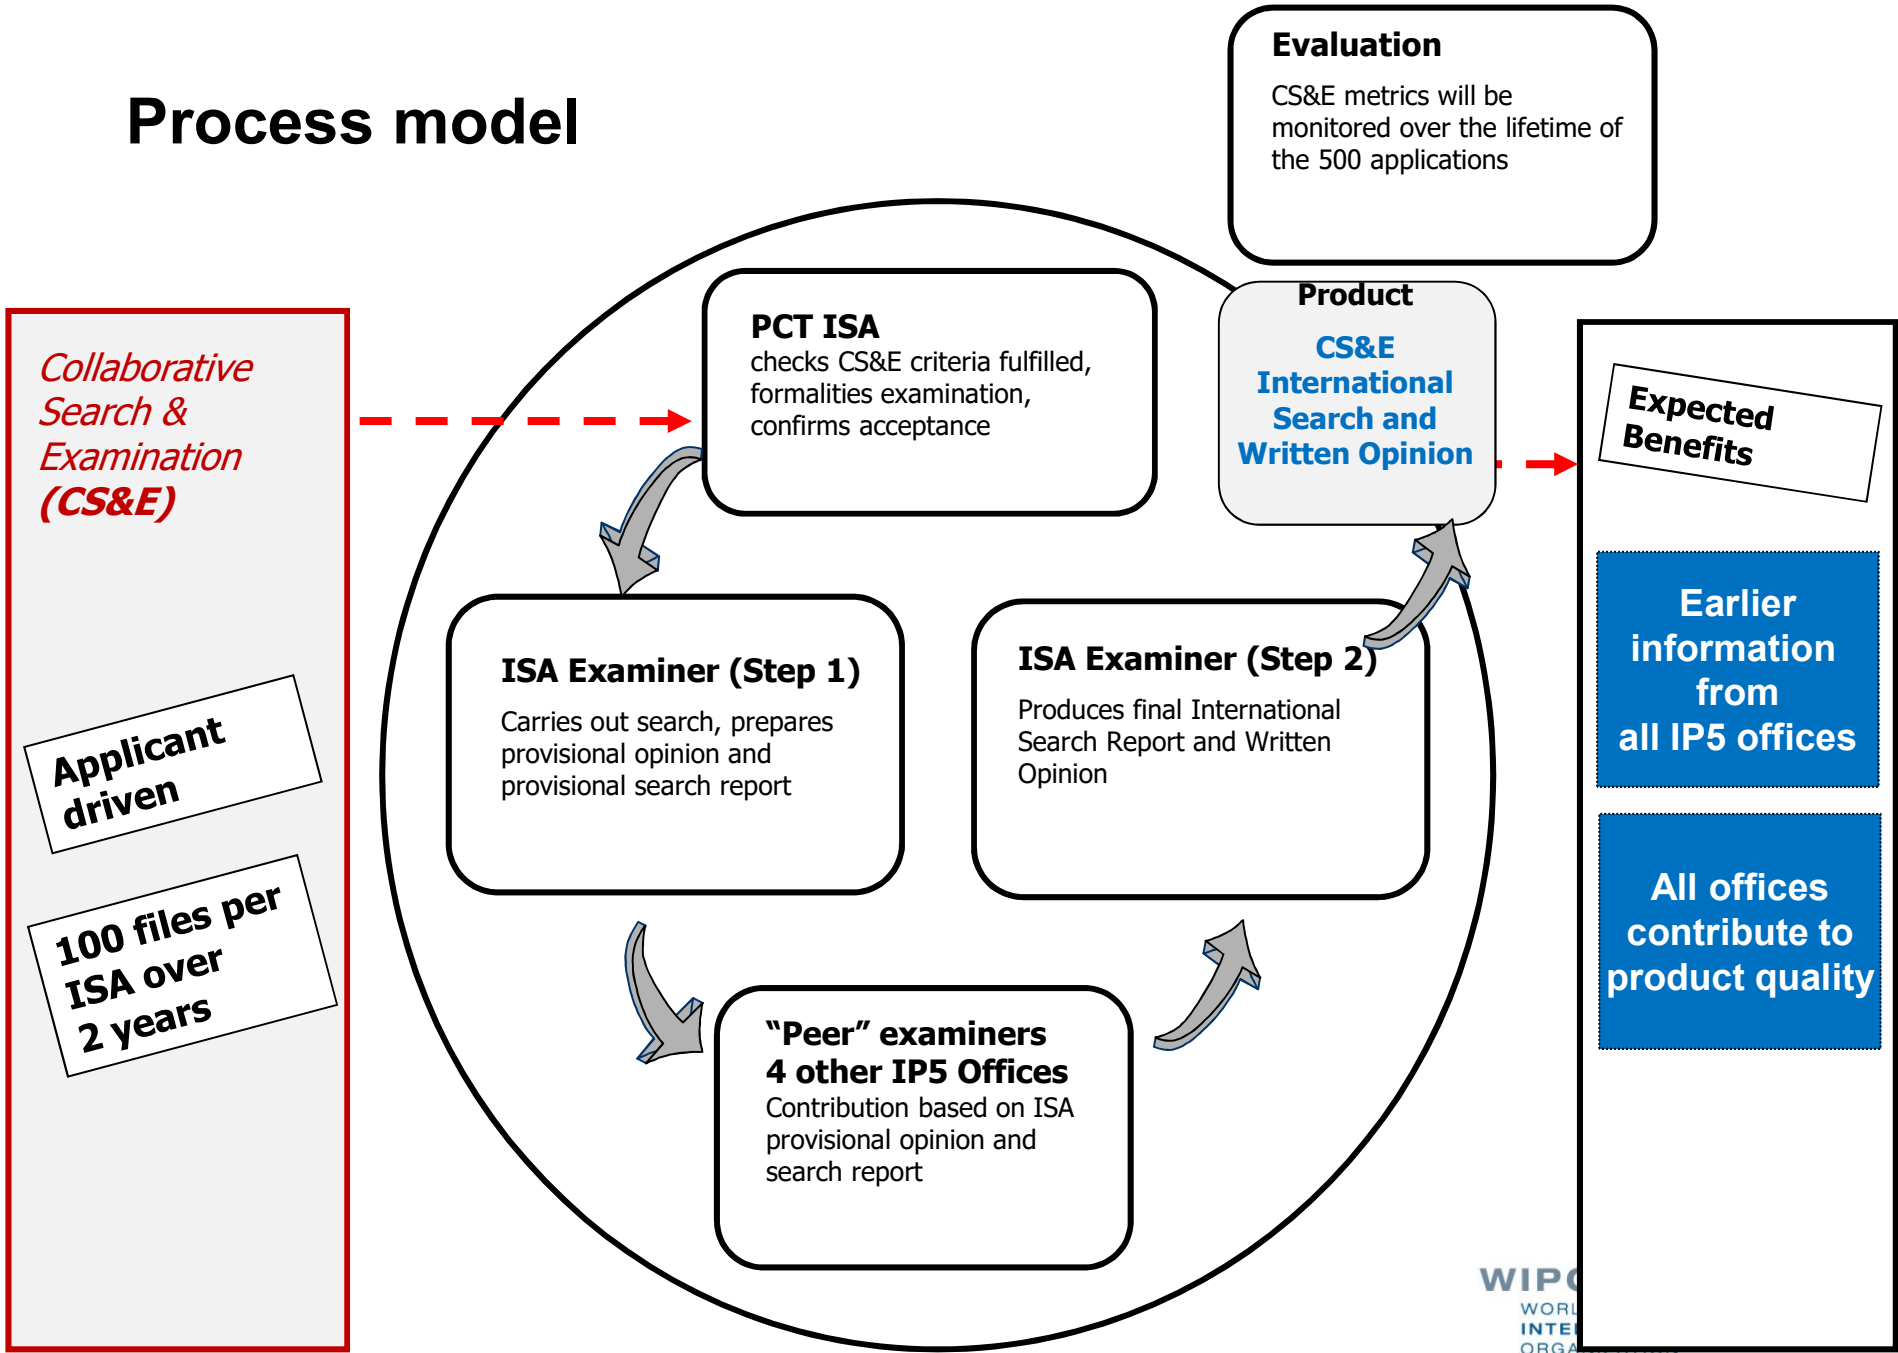 Process model
Evaluation
CS&E metrics will be
monitored over the lifetime of
the 500 applications
Collaborative
Search &
Examination
(CS&E)
Applicant
driven
100 files per
ISA over
2 years
PCT ISA
checks CS&E criteria fulfilled,
formalities examination,
confirms acceptance
ISA Examiner (Step 1)
Carries out search, prepares
provisional opinion and
provisional search report
“Peer” examiners
4 other IP5 Offices
Contribution based on ISA
provisional opinion and
search report
ISA Examiner (Step 2)
Produces final International
Search Report and Written
Opinion
Product
CS&E
International
Search and
Written Opinion
Expected
Benefits
Earlier
information
from
all IP5 offices
All offices
contribute to
product quality